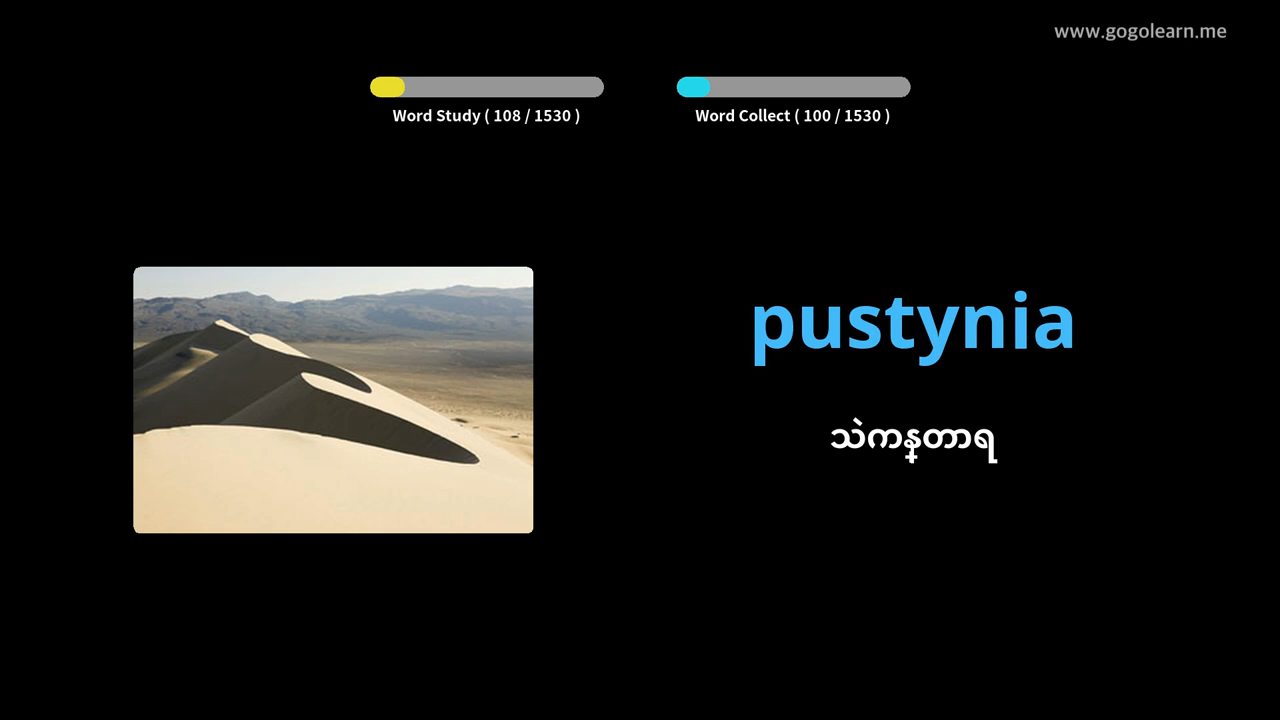 www.gogolearn.me
Word Study ( 108 / 1530 )
Word Collect ( 100 / 1530 )
pustynia
သဲကန္တာရ